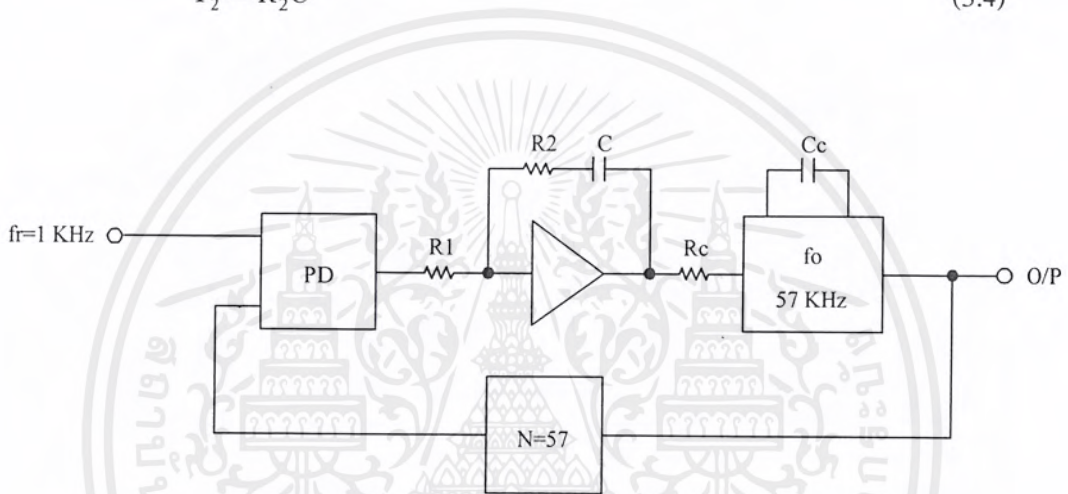 T₂ = R₂C (3.4)
R2 C Cc
fr=1 KHz R1 Rc fo O/P
PD 57 KHz
N=57